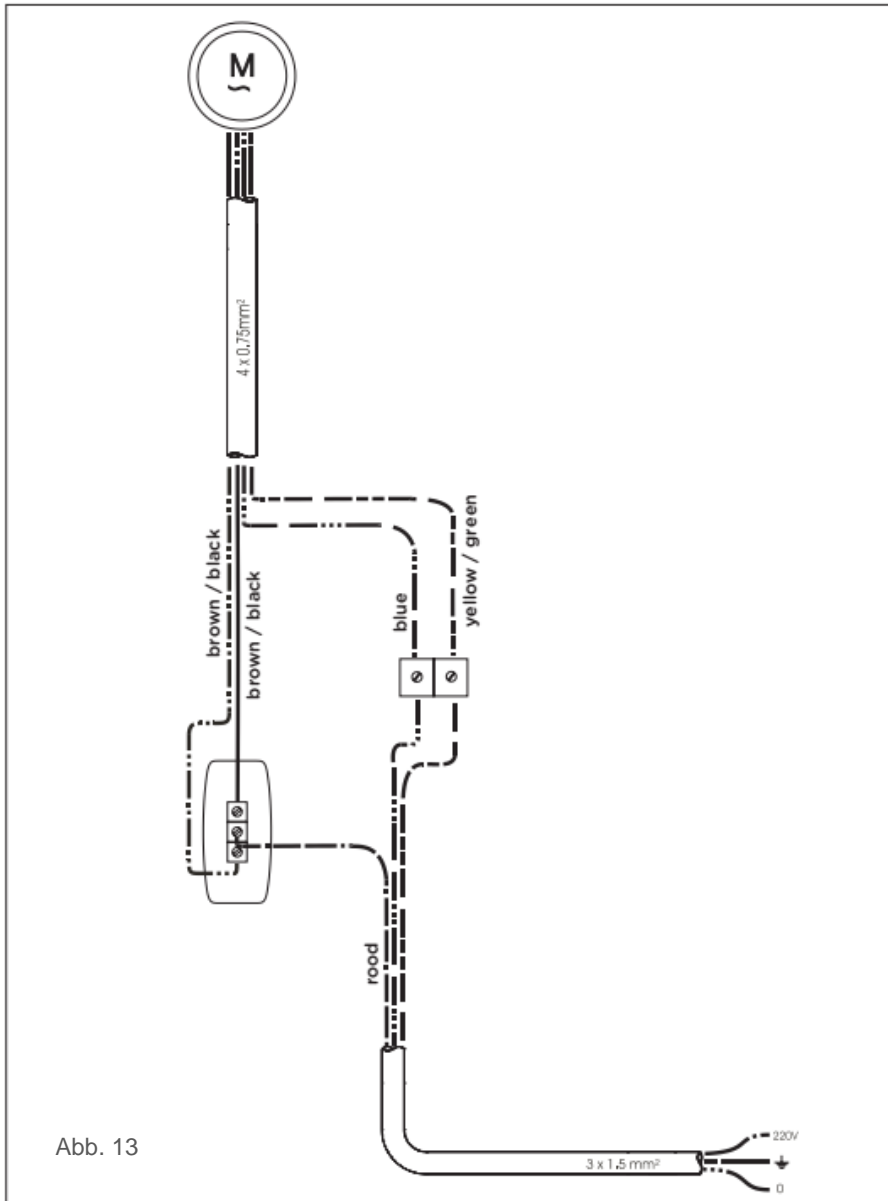 M
4 x 0,75mm²
brown / black
brown / black
blue
yellow / green
rood
Abb. 13
3 x 1.5 mm²
220V
0